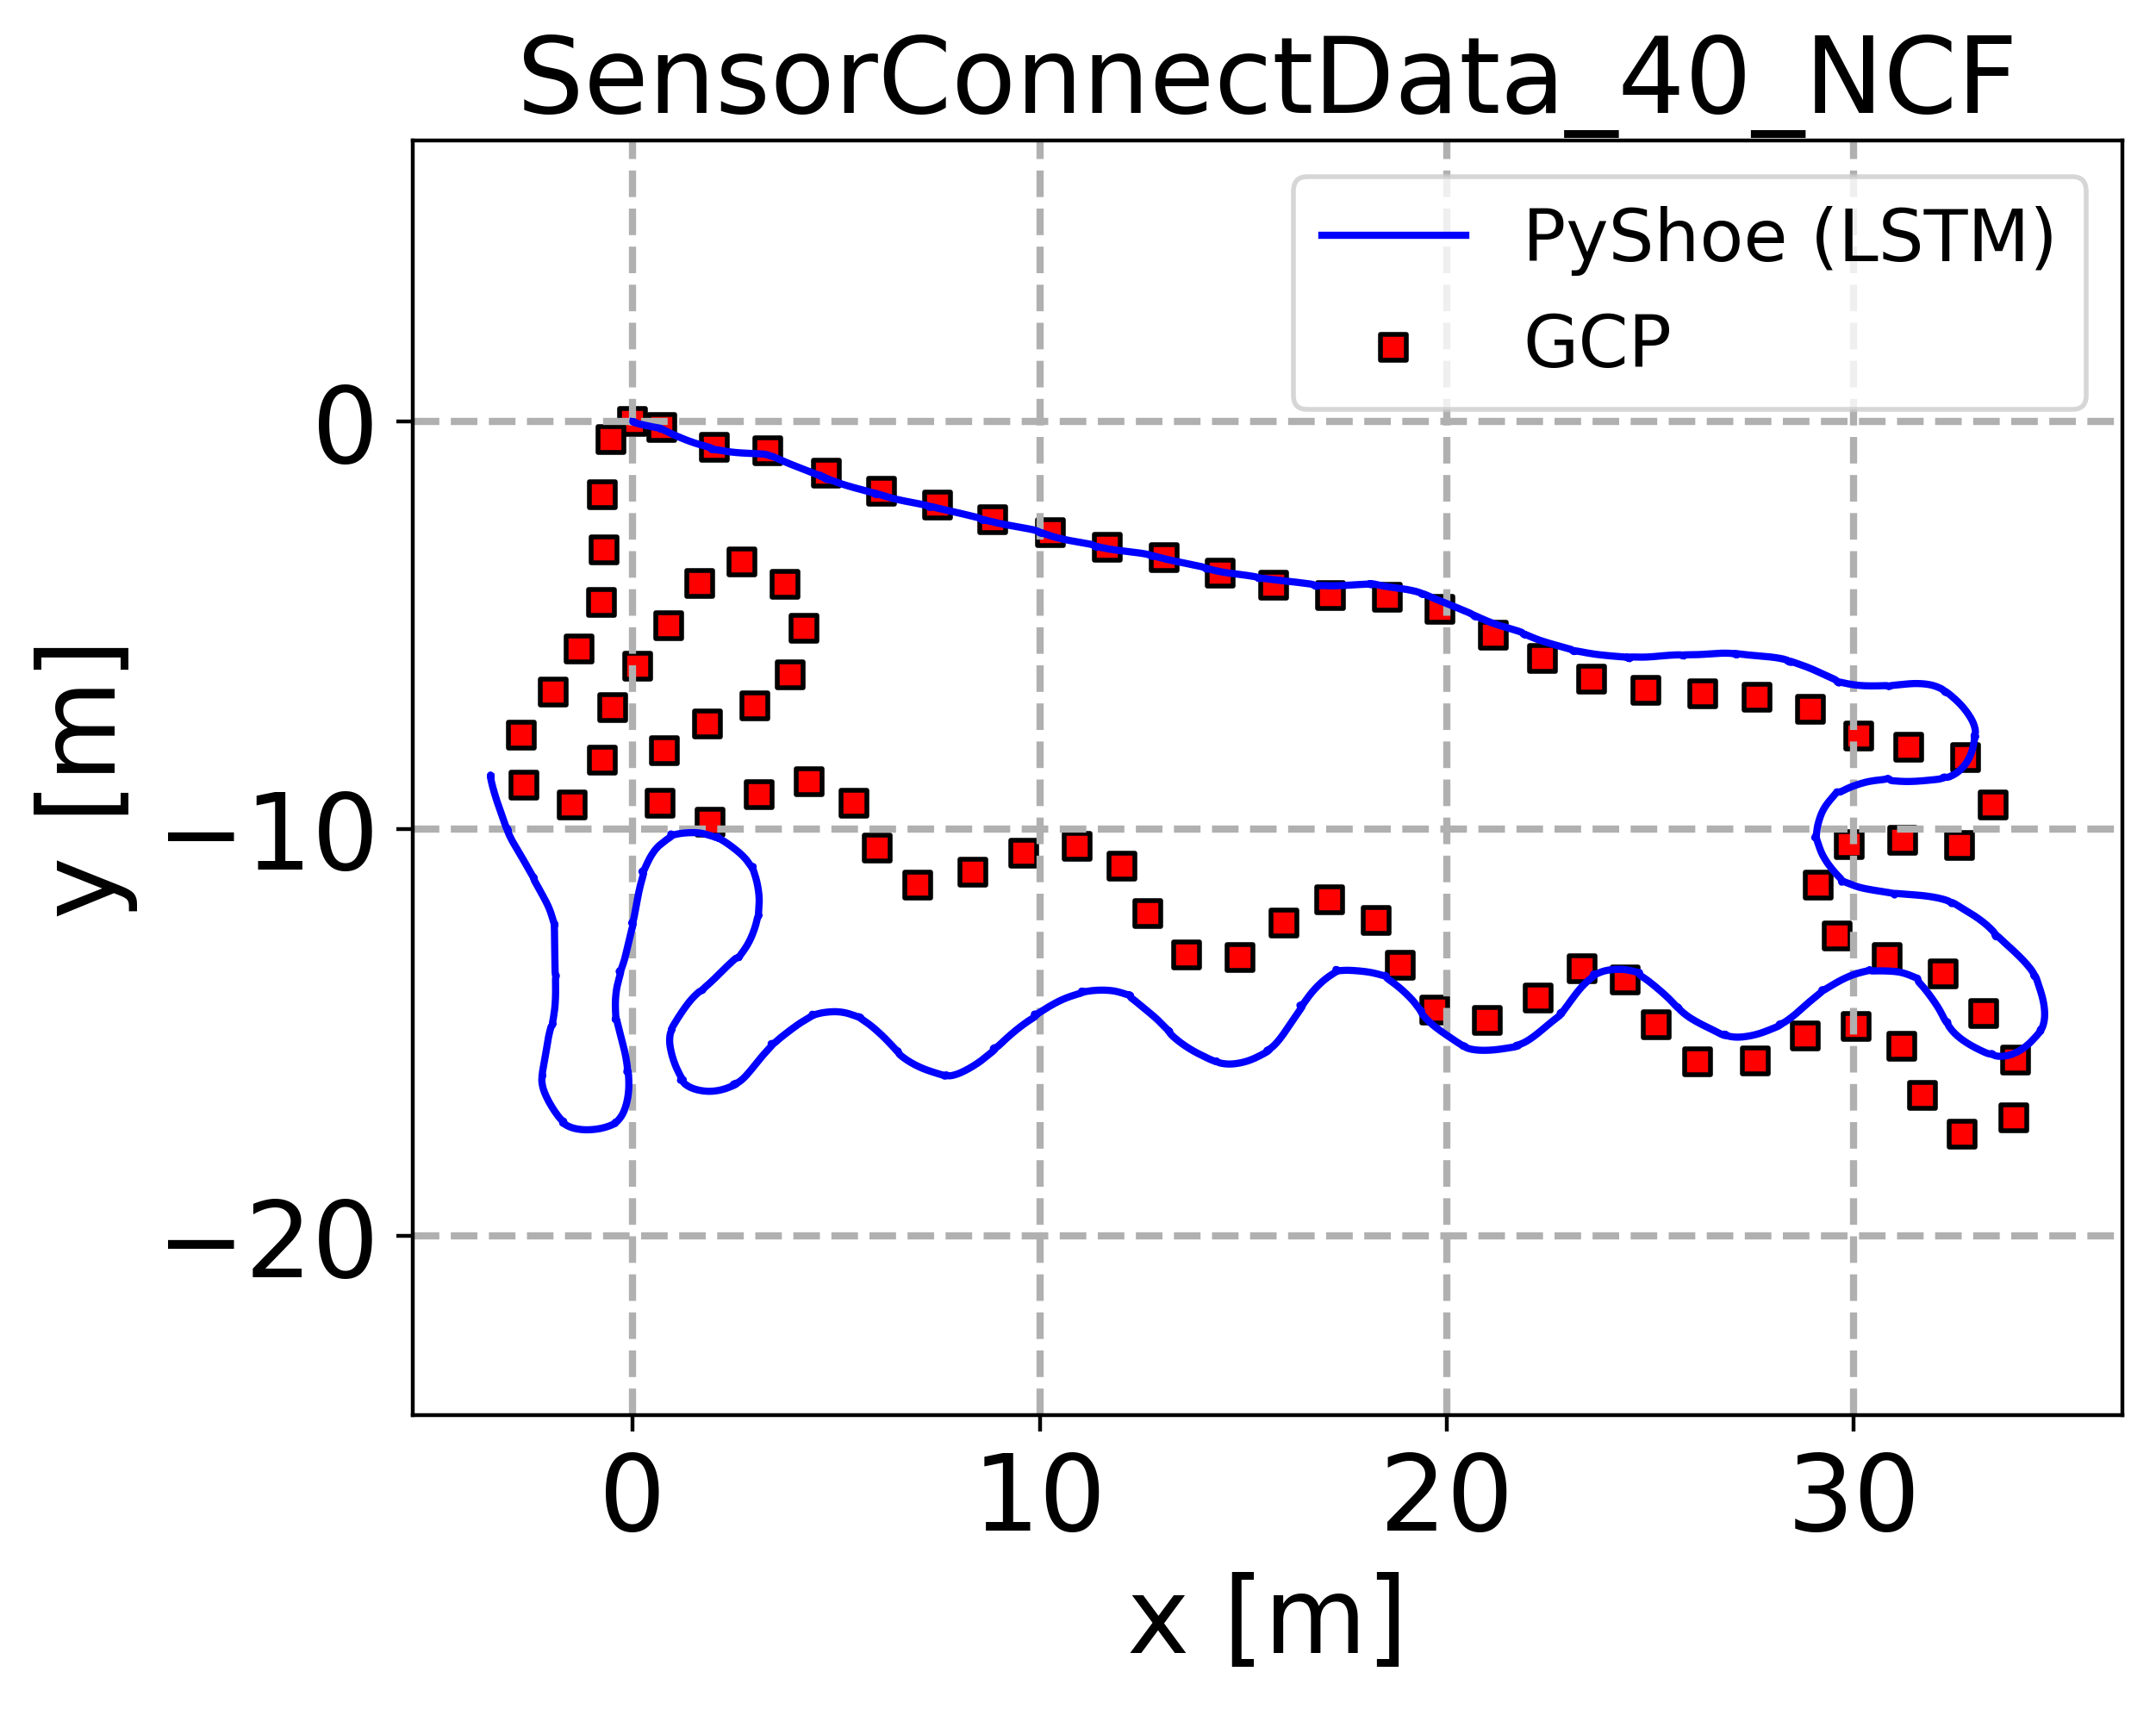 SensorConnectData_40_NCF
PyShoe (LSTM)
GCP
y [m]
0
−10
−20
0 10 20 30
x [m]